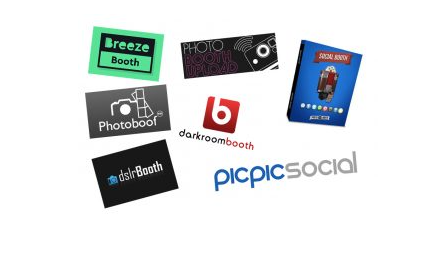 Breeze
Booth
PHOTO
BOOTH
UPLOAD
SOCIAL BOOTH
Photoboof
darkroombooth
dslrBooth
picpicsocial